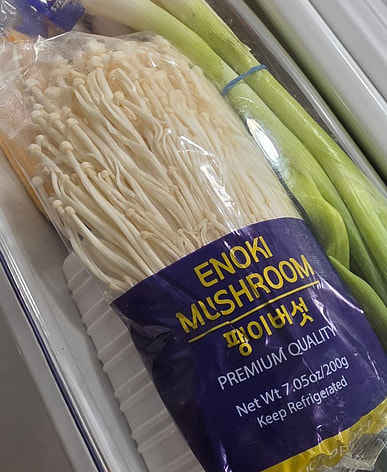 ENOKI
MUSHROOM
팽이버섯
PREMIUM QUALITY
Net Wt 7.05oz/200g
Keep Refrigerated